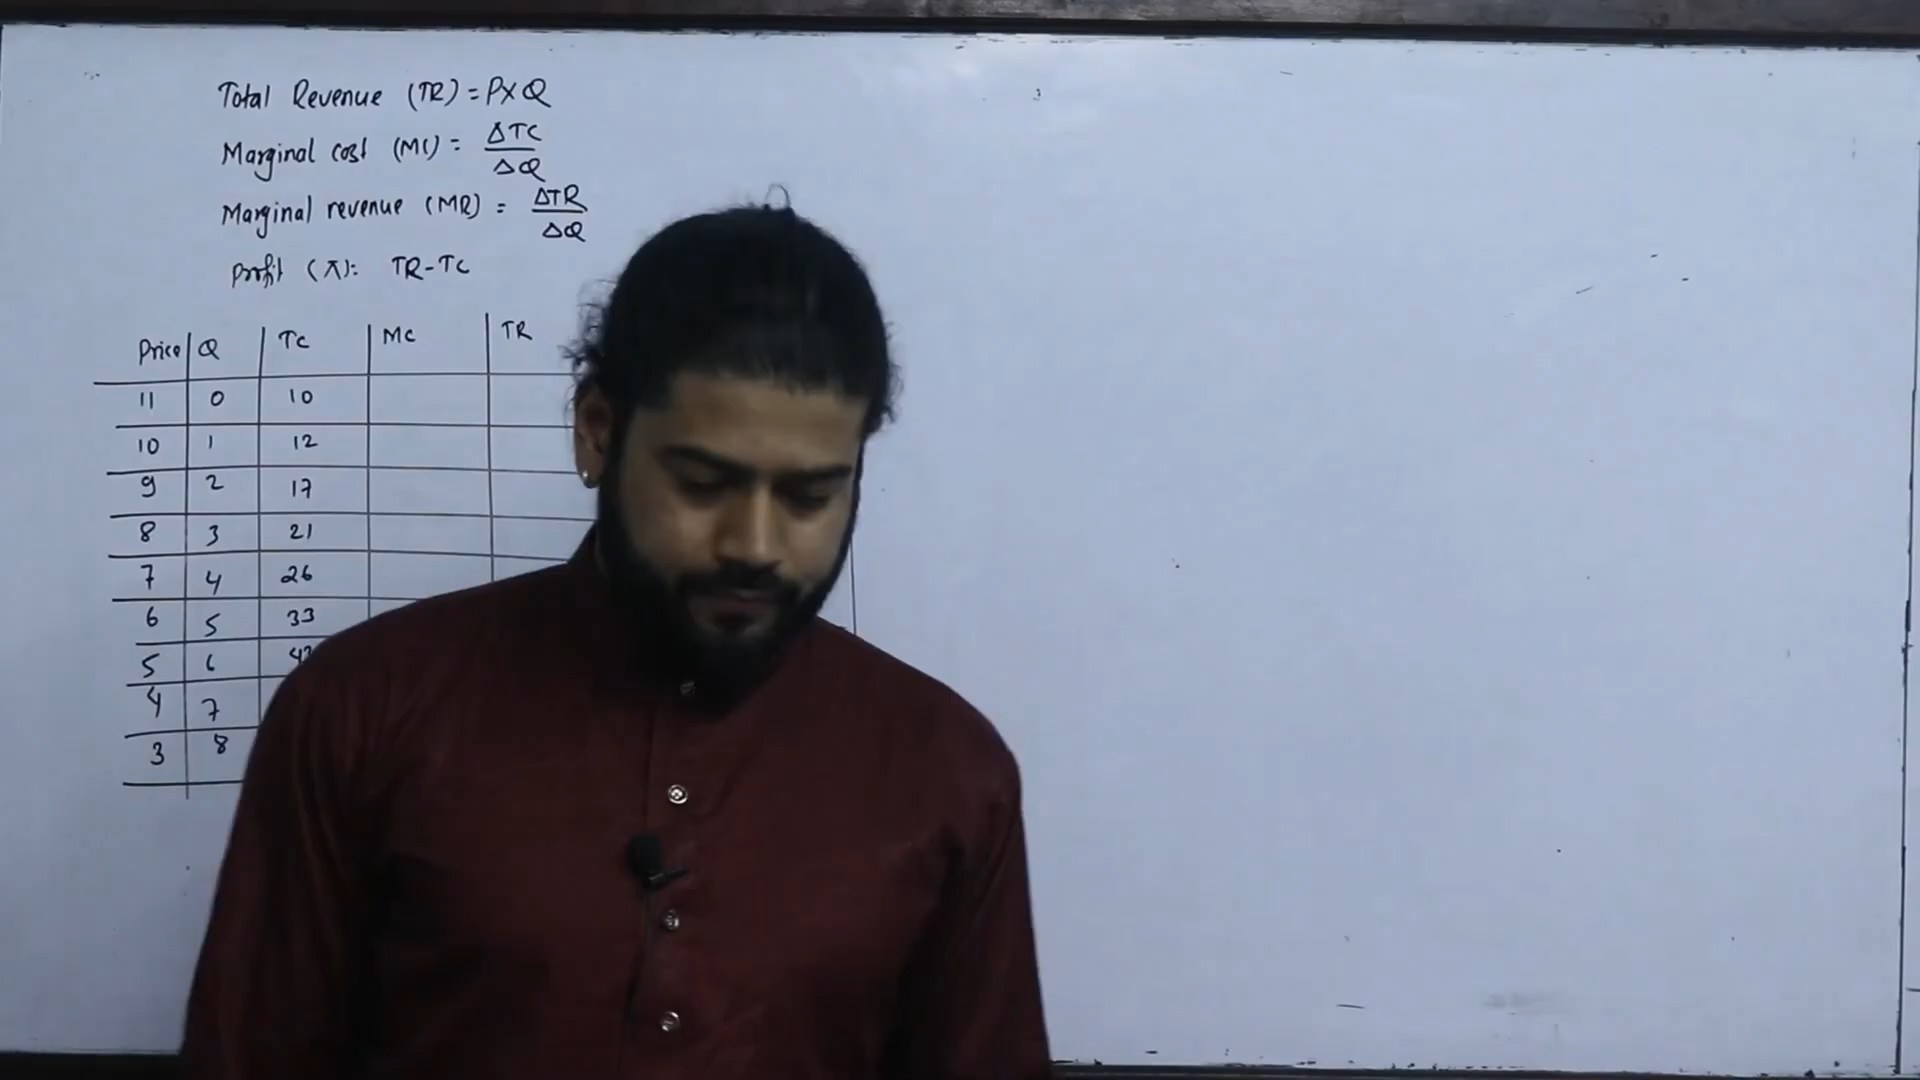 Total Revenue (TR) = P×Q
Marginal cost (MC) = ΔTC/ΔQ
Marginal revenue (MR) = ΔTR/ΔQ
Profit (π): TR-TC
Price Q TC MC TR
11 0 10
10 1 12
9 2 17
8 3 21
7 4 26
6 5 33
5 6
4 7
3 8